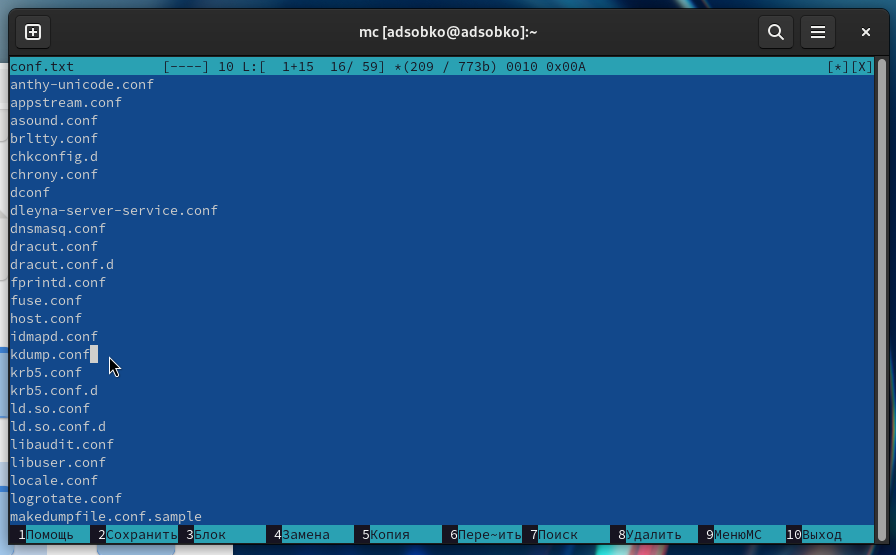 mc [adsobko@adsobko]:~
conf.txt [----] 10 L:[ 1+15 16/ 59] *(209 / 773b) 0010 0x00A [*][X]
anthy-unicode.conf
appstream.conf
asound.conf
brltty.conf
chkconfig.d
chrony.conf
dconf
dleyna-server-service.conf
dnsmasq.conf
dracut.conf
dracut.conf.d
fprintd.conf
fuse.conf
host.conf
idmapd.conf
kdump.conf
krb5.conf
krb5.conf.d
ld.so.conf
ld.so.conf.d
libaudit.conf
libuser.conf
locale.conf
logrotate.conf
makedumpfile.conf.sample
1Помощь 2Сохранить 3Блок 4Замена 5Копия 6Пере~ить 7Поиск 8Удалить 9МенюMC 10Выход